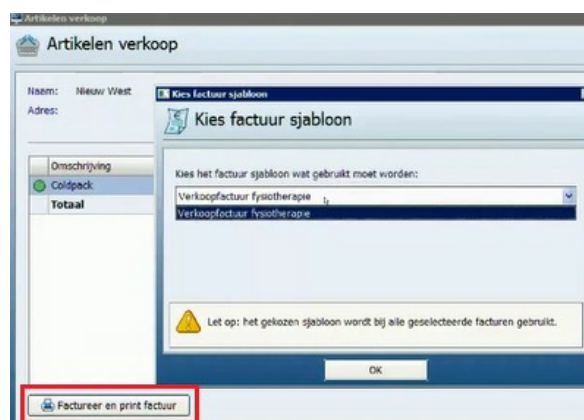 Artikelen verkoop
Artikelen verkoop
Naam: Nieuw West
Adres:
Kies factuur sjabloon
Kies factuur sjabloon
Omschrijving
Coldpack
Totaal
Kies het factuur sjabloon wat gebruikt moet worden:
Verkoopfactuur fysiotherapie
Verkoopfactuur fysiotherapie
Let op: het gekozen sjabloon wordt bij alle geselecteerde facturen gebruikt.
OK
Factureer en print factuur